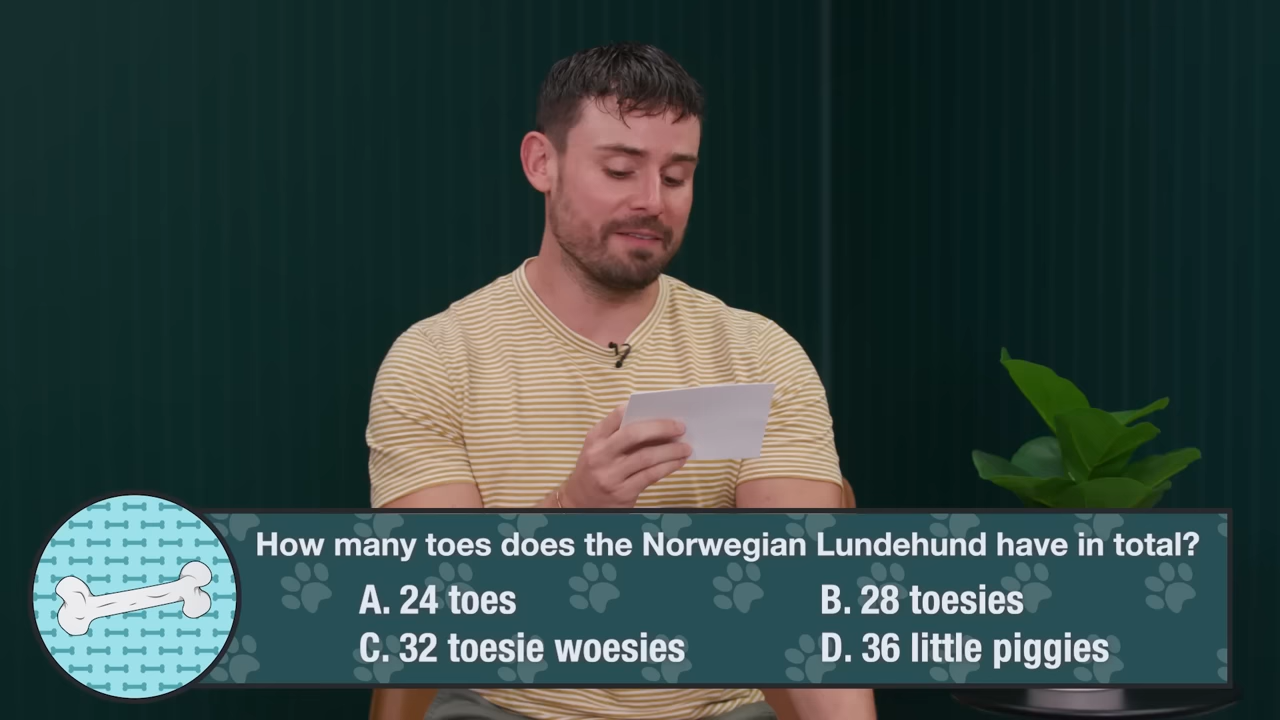 How many toes does the Norwegian Lundehund have in total?
A. 24 toes
B. 28 toesies
C. 32 toesie woesies
D. 36 little piggies